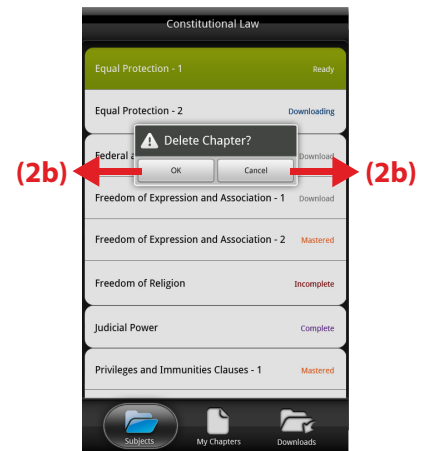 Constitutional Law
Equal Protection - 1 Ready
Equal Protection - 2 Downloading
Delete Chapter?
Federal Download
(2b) OK Cancel (2b)
Freedom of Expression and Association - 1 Download
Freedom of Expression and Association - 2 Mastered
Freedom of Religion Incomplete
Judicial Power Complete
Privileges and Immunities Clauses - 1 Mastered
Subjects My Chapters Downloads